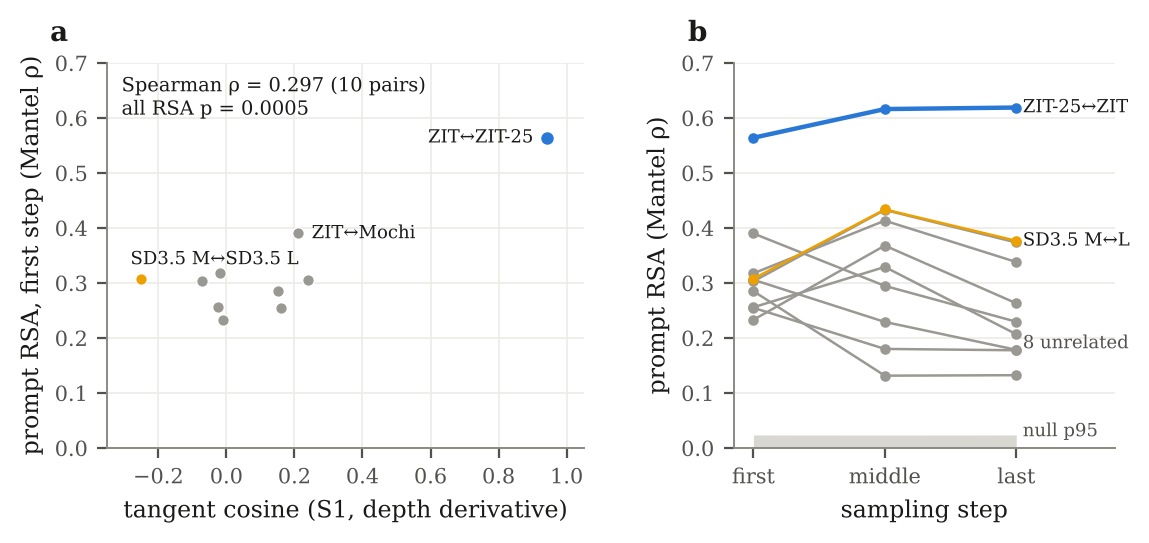 a
prompt RSA, first step (Mantel ρ)
0.7
0.6
0.5
0.4
0.3
0.2
0.1
0.0
Spearman ρ = 0.297 (10 pairs)
all RSA p = 0.0005
ZIT↔ZIT-25
ZIT↔Mochi
SD3.5 M↔SD3.5 L
−0.2
0.0
0.2
0.4
0.6
0.8
1.0
tangent cosine (S1, depth derivative)
b
prompt RSA (Mantel ρ)
0.7
0.6
0.5
0.4
0.3
0.2
0.1
0.0
ZIT-25↔ZIT
SD3.5 M↔L
8 unrelated
null p95
first
middle
last
sampling step